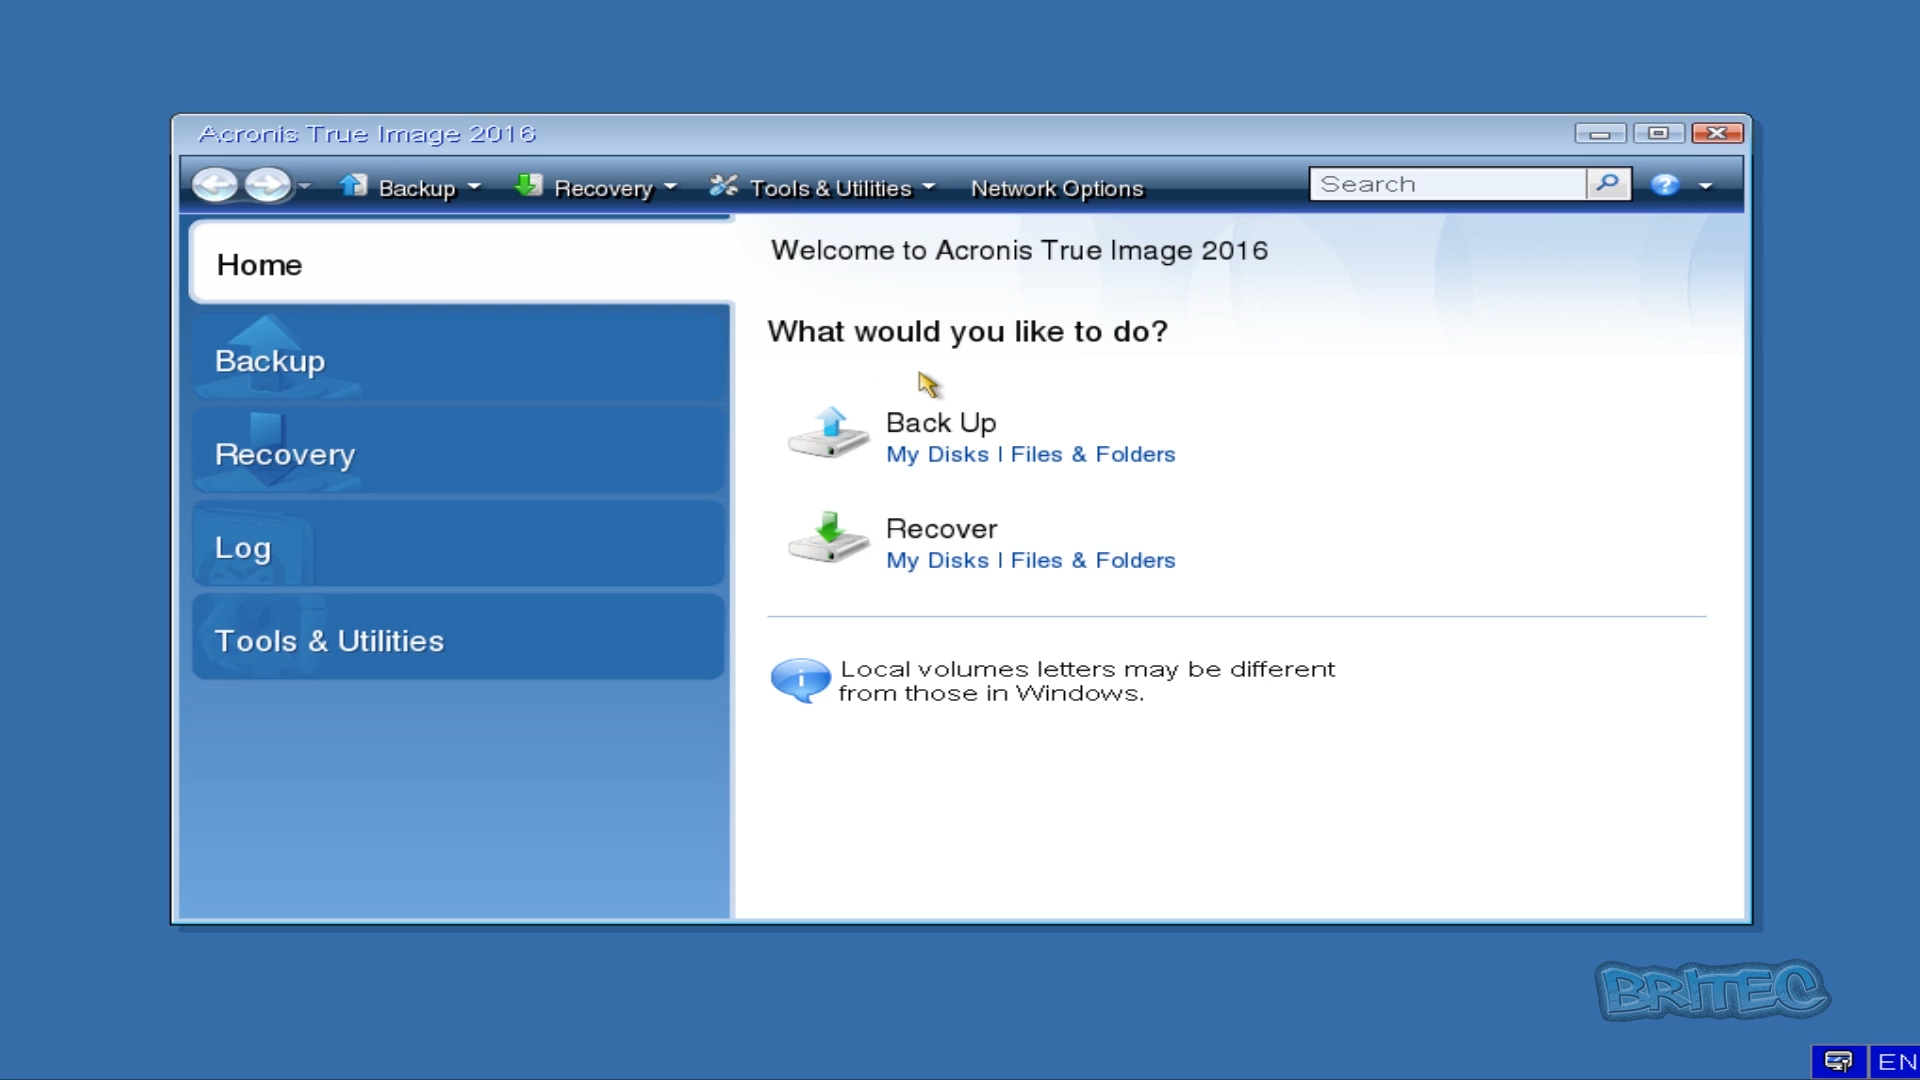 Acronis True Image 2016
Backup
Recovery
Tools & Utilities
Network Options
Search
Home
Backup
Recovery
Log
Tools & Utilities
Welcome to Acronis True Image 2016
What would you like to do?
Back Up
My Disks | Files & Folders
Recover
My Disks | Files & Folders
Local volumes letters may be different
from those in Windows.
BRITEC
EN